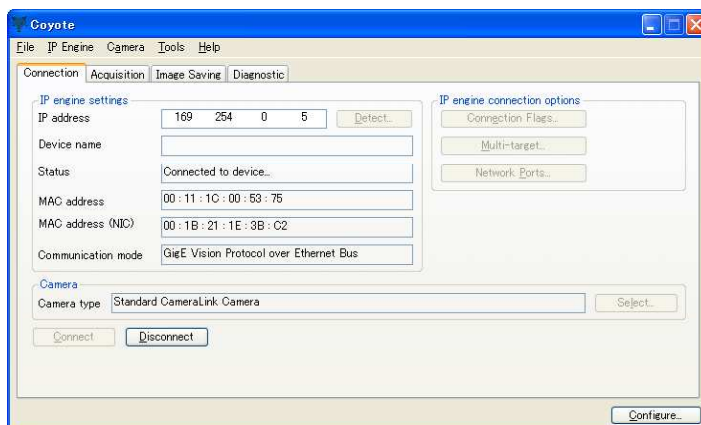 Coyote
File IP Engine Camera Tools Help
Connection Acquisition Image Saving Diagnostic
IP engine settings
IP address 169 254 0 5 Detect...
Device name
Status Connected to device...
MAC address 00 : 11 : 1C : 00 : 53 : 75
MAC address (NIC) 00 : 1B : 21 : 1E : 3B : C2
Communication mode GigE Vision Protocol over Ethernet Bus
IP engine connection options
Connection Flags...
Multi-target...
Network Ports...
Camera
Camera type Standard CameraLink Camera Select...
Connect Disconnect
Configure...